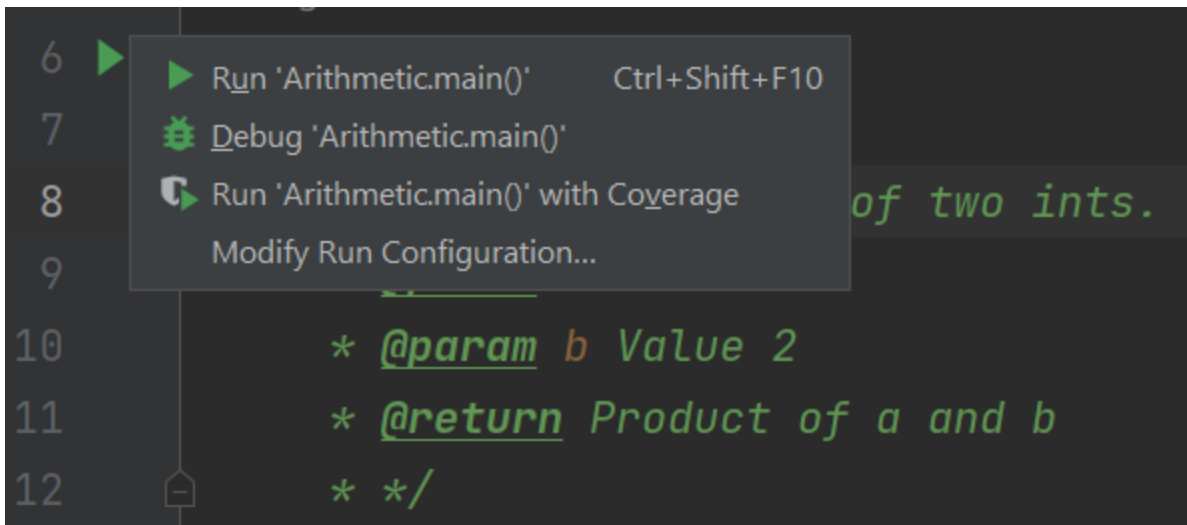 6
Run 'Arithmetic.main()' Ctrl+Shift+F10
7
Debug 'Arithmetic.main()'
8
Run 'Arithmetic.main()' with Coverage
of two ints.
9
Modify Run Configuration...
10 * @param b Value 2
11 * @return Product of a and b
12 * */